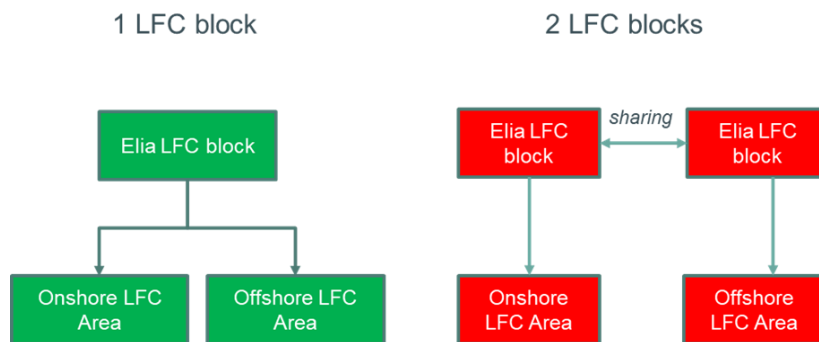 1 LFC block
2 LFC blocks
sharing
Elia LFC block
Elia LFC
block
Elia LFC
block
Onshore LFC
Area
Offshore LFC
Area
Onshore
LFC Area
Offshore
LFC Area